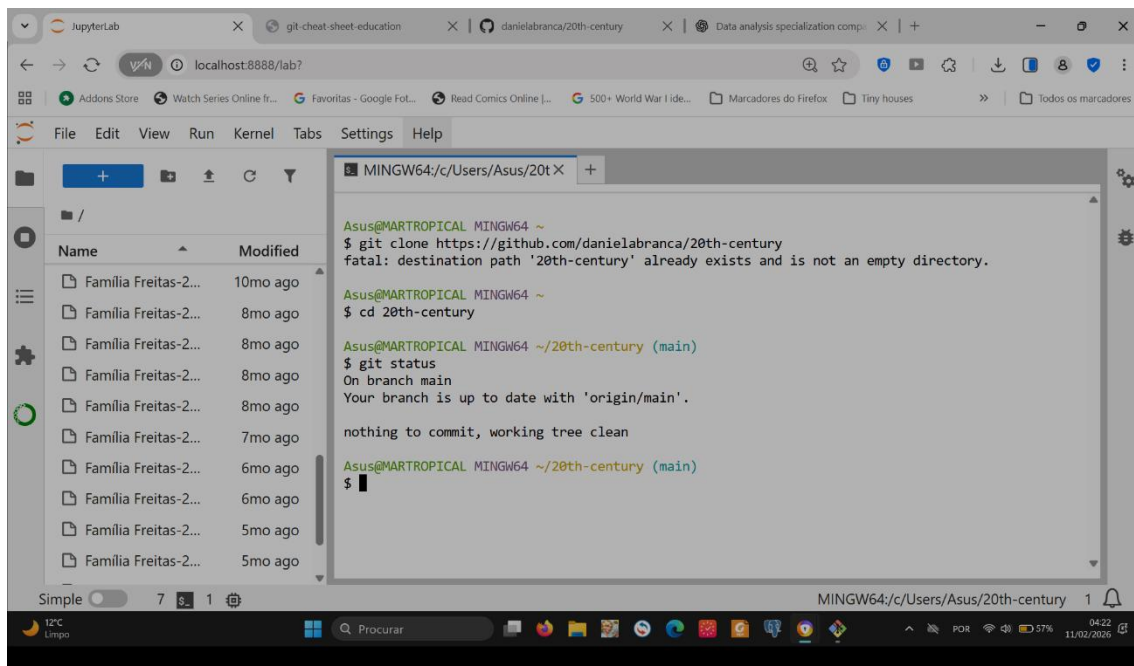 JupyterLab
git-cheat-sheet-education
danielabranca/20th-century
Data analysis specialization comp
VPN
localhost:8888/lab?
Addons Store
Watch Series Online fr...
Favoritas - Google Fot...
Read Comics Online |...
500+ World War I ide...
Marcadores do Firefox
Tiny houses
Todos os marcadores
File Edit View Run Kernel Tabs Settings Help
MINGW64:/c/Users/Asus/20t
/
Name Modified
Família Freitas-2... 10mo ago
Família Freitas-2... 8mo ago
Família Freitas-2... 8mo ago
Família Freitas-2... 8mo ago
Família Freitas-2... 8mo ago
Família Freitas-2... 7mo ago
Família Freitas-2... 6mo ago
Família Freitas-2... 6mo ago
Família Freitas-2... 5mo ago
Família Freitas-2... 5mo ago
Asus@MARTROPICAL MINGW64 ~
$ git clone https://github.com/danielabranca/20th-century
fatal: destination path '20th-century' already exists and is not an empty directory.
Asus@MARTROPICAL MINGW64 ~
$ cd 20th-century
Asus@MARTROPICAL MINGW64 ~/20th-century (main)
$ git status
On branch main
Your branch is up to date with 'origin/main'.
nothing to commit, working tree clean
Asus@MARTROPICAL MINGW64 ~/20th-century (main)
$
Simple 7 1 MINGW64:/c/Users/Asus/20th-century 1
12°C
Limpo
Procurar
POR
57%
04:22
11/02/2026